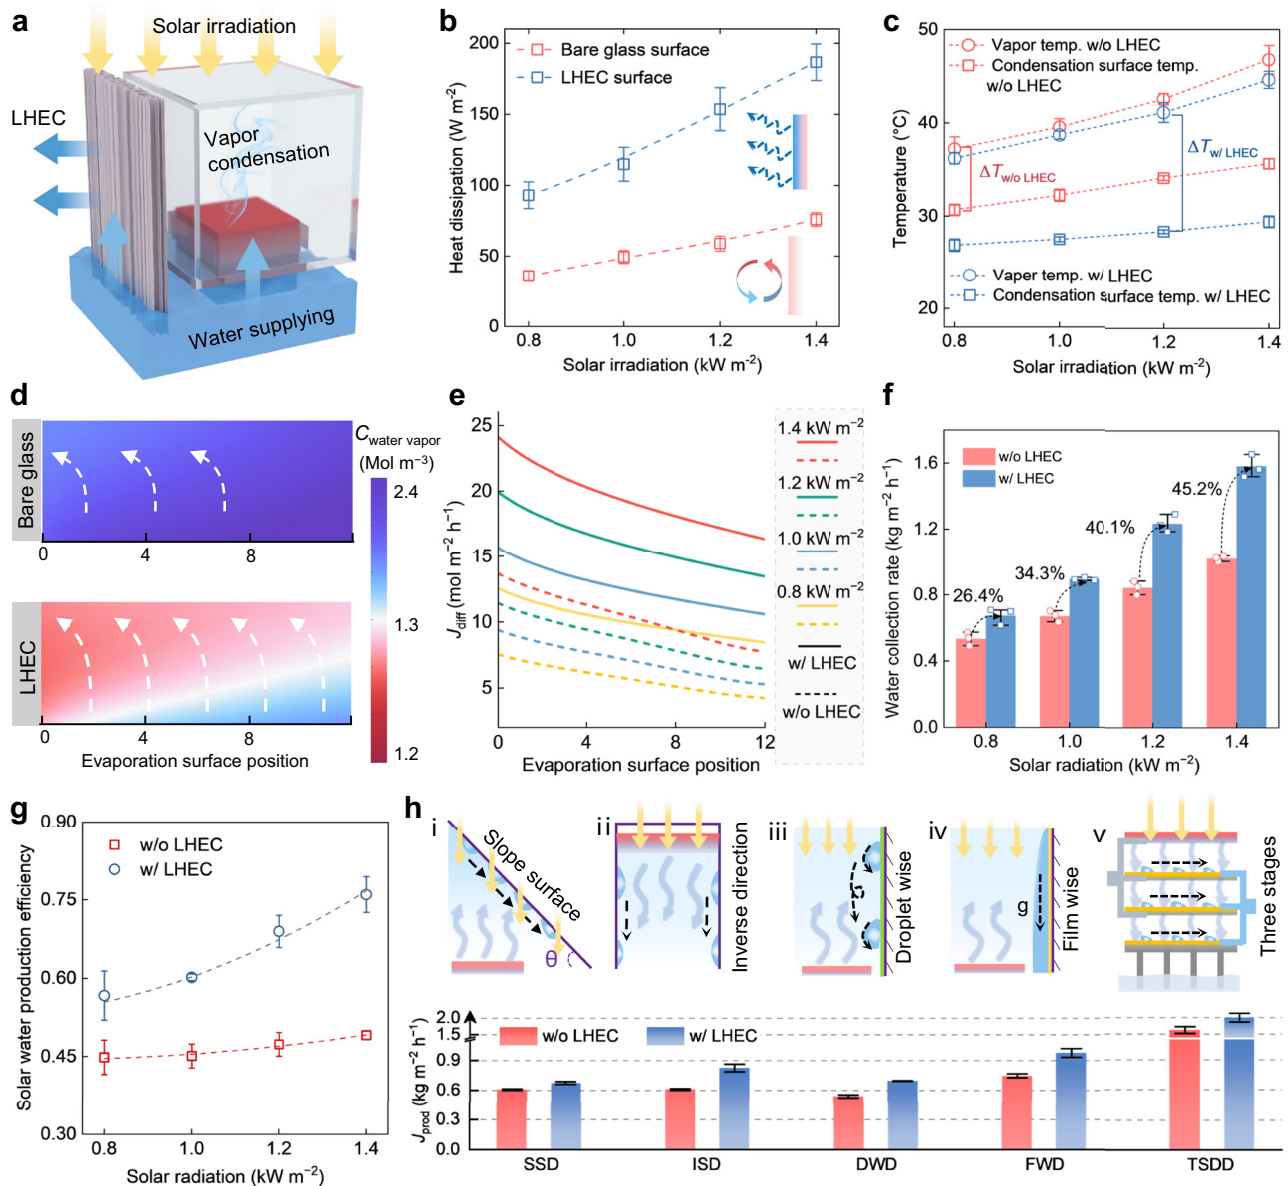 a
Solar irradiation
LHEC
Vapor
condensation
Water supplying
b
Heat dissipation (W m⁻²)
200
150
100
50
0
Bare glass surface
LHEC surface
0.8
1.0
1.2
1.4
Solar irradiation (kW m⁻²)
c
Temperature (°C)
50
40
30
20
Vapor temp. w/o LHEC
Condensation surface temp.
w/o LHEC
ΔT w/o LHEC
ΔT w/ LHEC
Vaper temp. w/ LHEC
Condensation surface temp. w/ LHEC
0.8
1.0
1.2
1.4
Solar irradiation (kW m⁻²)
d
Bare glass
0
4
8
LHEC
0
4
8
12
Evaporation surface position
C water vapor
(Mol m⁻³)
2.4
1.3
1.2
e
J diff (mol m⁻² h⁻¹)
25
20
15
10
5
0
4
8
12
Evaporation surface position
1.4 kW m⁻²
1.2 kW m⁻²
1.0 kW m⁻²
0.8 kW m⁻²
w/ LHEC
w/o LHEC
f
Water collection rate (kg m⁻² h⁻¹)
1.6
1.2
0.8
0.4
0.0
w/o LHEC
w/ LHEC
26.4%
34.3%
40.1%
45.2%
0.8
1.0
1.2
1.4
Solar radiation (kW m⁻²)
g
Solar water production efficiency
0.90
0.75
0.60
0.45
0.30
w/o LHEC
w/ LHEC
0.8
1.0
1.2
1.4
Solar radiation (kW m⁻²)
h
i
Slope surface
θ
ii
Inverse direction
iii
Droplet wise
iv
g
Film wise
v
Three stages
J prod (kg m⁻² h⁻¹)
2.0
1.5
0.9
0.6
0.3
0.0
w/o LHEC
w/ LHEC
SSD
ISD
DWD
FWD
TSDD